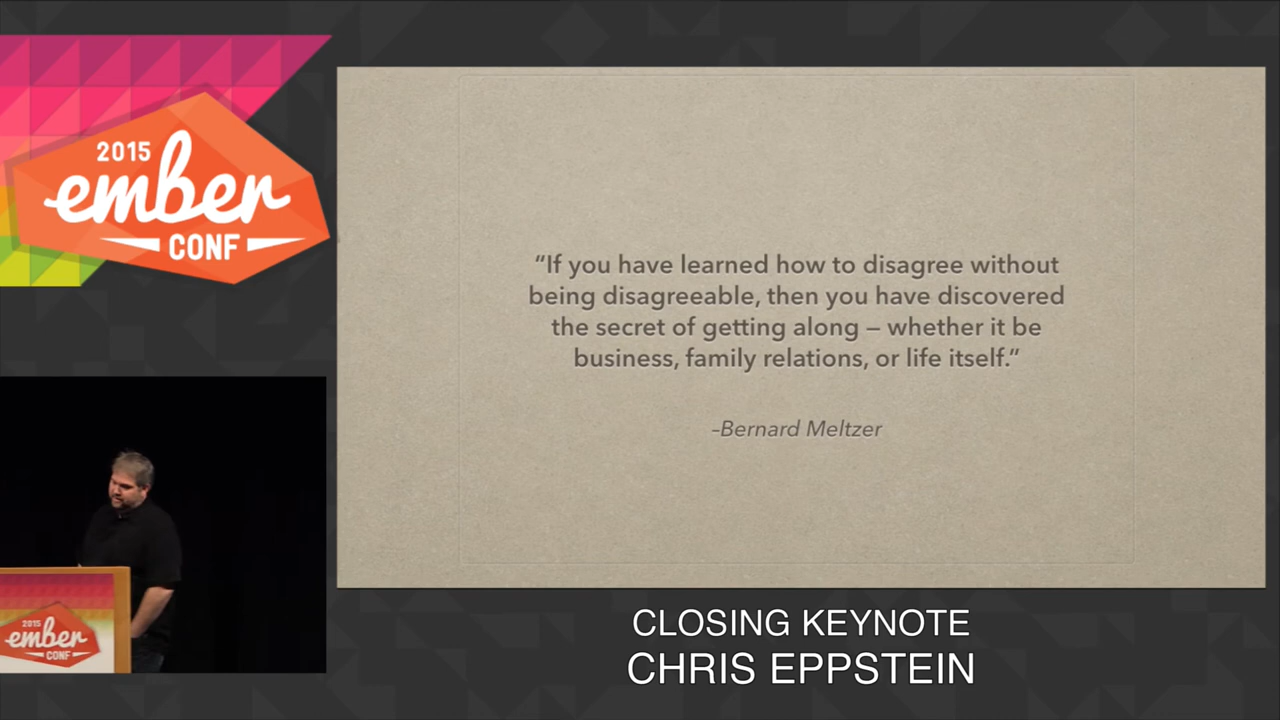 2015
ember
CONF
“If you have learned how to disagree without
being disagreeable, then you have discovered
the secret of getting along — whether it be
business, family relations, or life itself.”
–Bernard Meltzer
2015
ember
CONF
CLOSING KEYNOTE
CHRIS EPPSTEIN